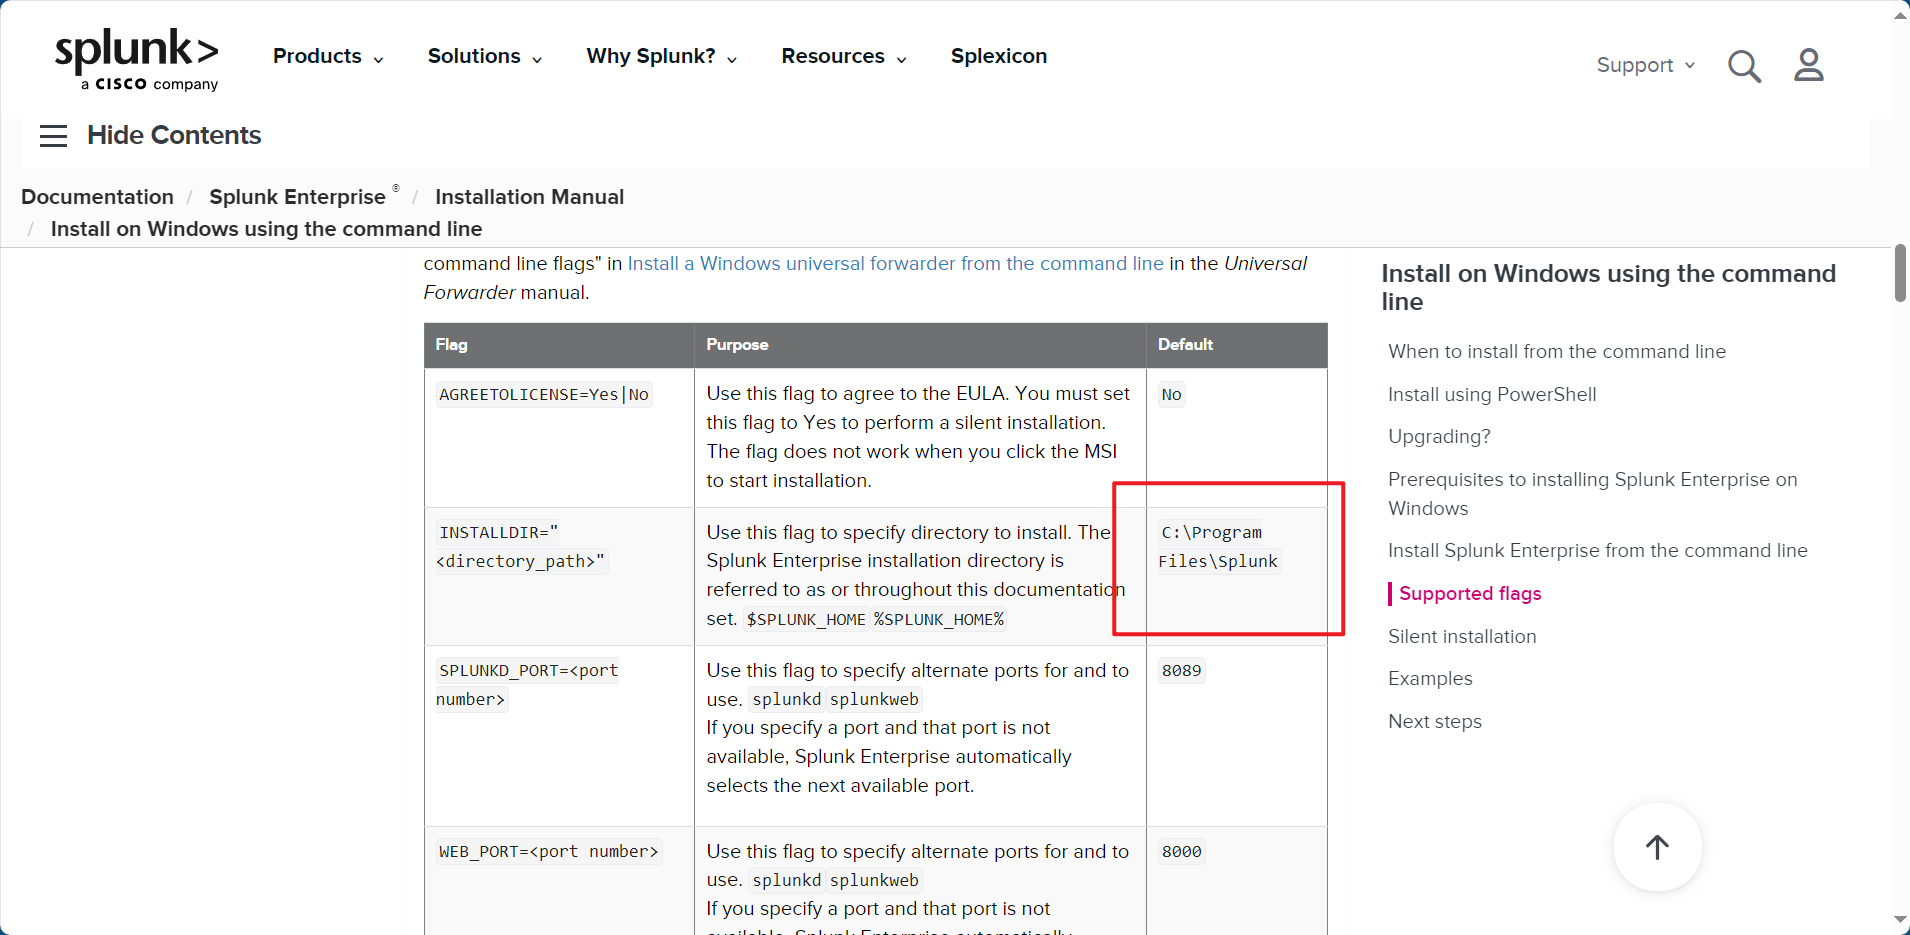 splunk>
a CISCO company
Products
Solutions
Why Splunk?
Resources
Splexicon
Support
Hide Contents
Documentation / Splunk Enterprise ® / Installation Manual
/ Install on Windows using the command line
command line flags" in Install a Windows universal forwarder from the command line in the Universal
Forwarder manual.
Flag Purpose Default
AGREETOLICENSE=Yes|No
Use this flag to agree to the EULA. You must set
this flag to Yes to perform a silent installation.
The flag does not work when you click the MSI
to start installation.
No
INSTALLDIR="
<directory_path>"
Use this flag to specify directory to install. The
Splunk Enterprise installation directory is
referred to as or throughout this documentation
set. $SPLUNK_HOME %SPLUNK_HOME%
C:\Program
Files\Splunk
SPLUNKD_PORT=<port
number>
Use this flag to specify alternate ports for and to
use. splunkd splunkweb
If you specify a port and that port is not
available, Splunk Enterprise automatically
selects the next available port.
8089
WEB_PORT=<port number>
Use this flag to specify alternate ports for and to
use. splunkd splunkweb
If you specify a port and that port is not
available, Splunk Enterprise automatically
8000
Install on Windows using the command
line
When to install from the command line
Install using PowerShell
Upgrading?
Prerequisites to installing Splunk Enterprise on
Windows
Install Splunk Enterprise from the command line
Supported flags
Silent installation
Examples
Next steps